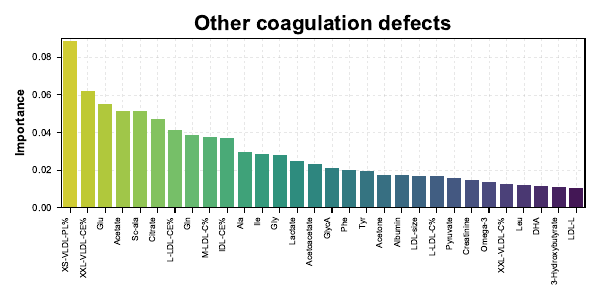 Other coagulation defects
Importance
0.08
0.06
0.04
0.02
0.00
XS-VLDL-PL%
XXL-VLDL-CE%
Glu
Acetate
Sc-ala
Citrate
L-LDL-CE%
Gln
M-LDL-C%
IDL-CE%
Ala
Ile
Gly
Lactate
Acetoacetate
GlycA
Phe
Tyr
Acetone
Albumin
LDL-size
L-LDL-C%
Pyruvate
Creatinine
Omega-3
XXL-VLDL-C%
Leu
DHA
3-Hydroxybutyrate
LDL-L